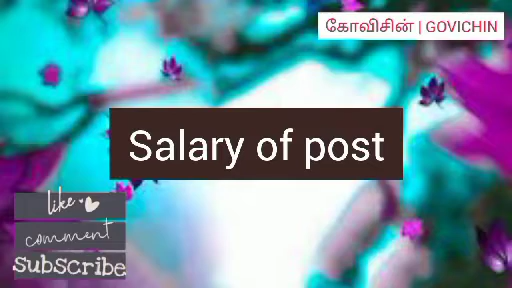 கோவிசின் | GOVICHIN
Salary of post
like
comment
subscribe